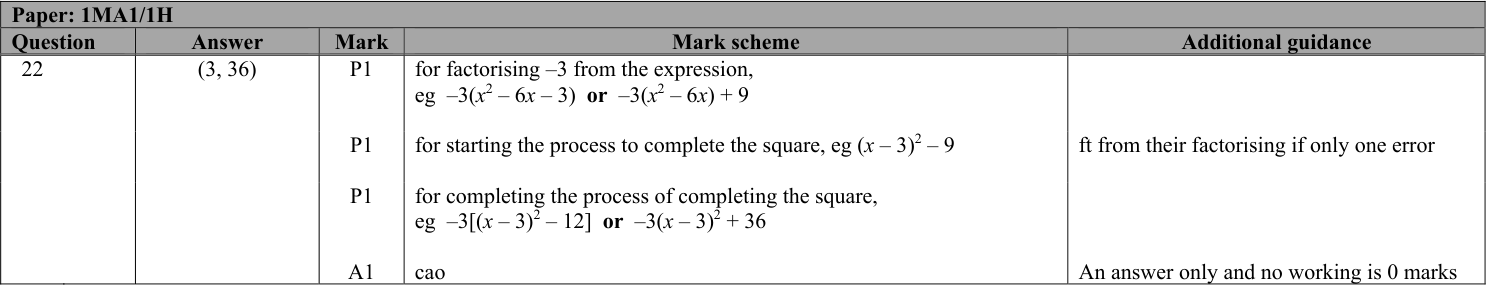 Paper: 1MA1/1H
Question Answer Mark Mark scheme Additional guidance
22 (3, 36) P1 for factorising –3 from the expression,
eg –3(x² – 6x – 3) or –3(x² – 6x) + 9
P1 for starting the process to complete the square, eg (x – 3)² – 9 ft from their factorising if only one error
P1 for completing the process of completing the square,
eg –3[(x – 3)² – 12] or –3(x – 3)² + 36
A1 cao An answer only and no working is 0 marks